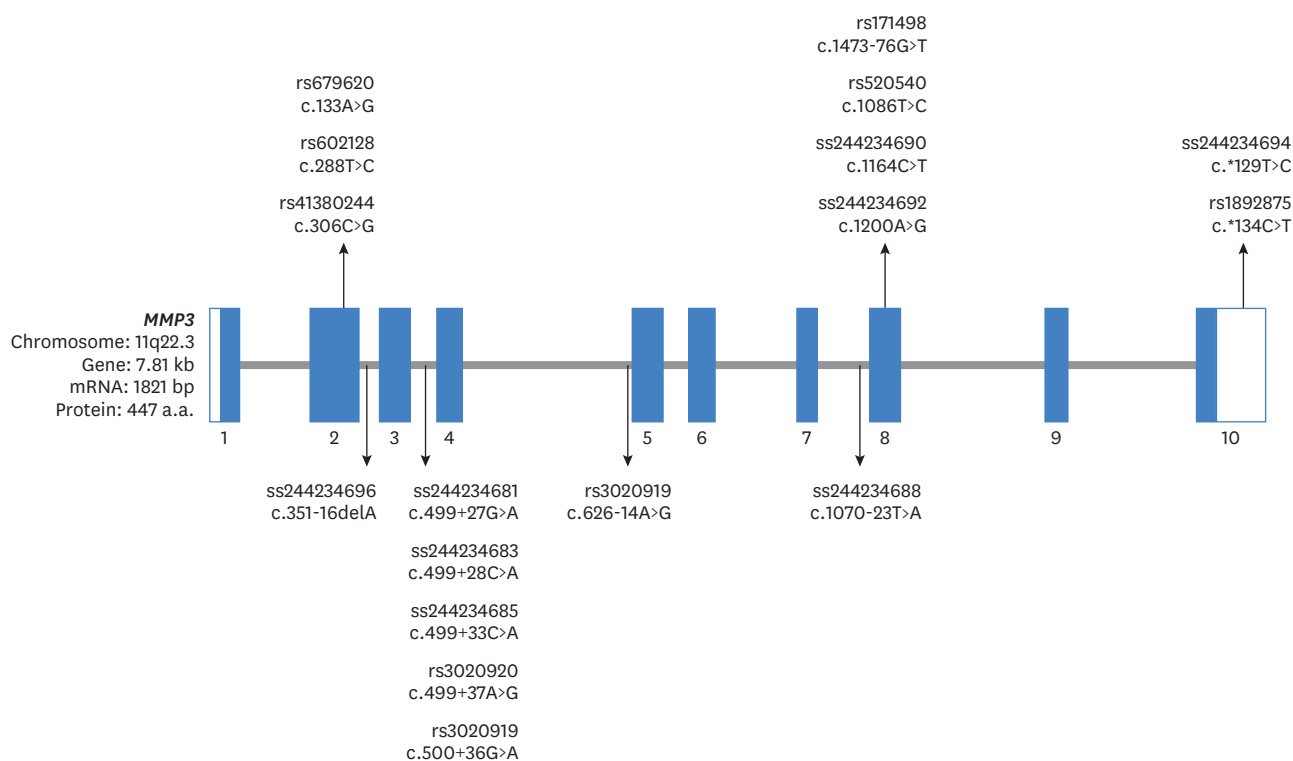 rs171498
c.1473-76G>T
rs679620
c.133A>G
rs520540
c.1086T>C
rs602128
c.288T>C
ss244234690
c.1164C>T
ss244234694
c.*129T>C
rs41380244
c.306C>G
ss244234692
c.1200A>G
rs1892875
c.*134C>T
MMP3
Chromosome: 11q22.3
Gene: 7.81 kb
mRNA: 1821 bp
Protein: 447 a.a.
1 2 3 4 5 6 7 8 9 10
ss244234696
c.351-16delA
ss244234681
c.499+27G>A
ss244234683
c.499+28C>A
ss244234685
c.499+33C>A
rs3020920
c.499+37A>G
rs3020919
c.500+36G>A
rs3020919
c.626-14A>G
ss244234688
c.1070-23T>A